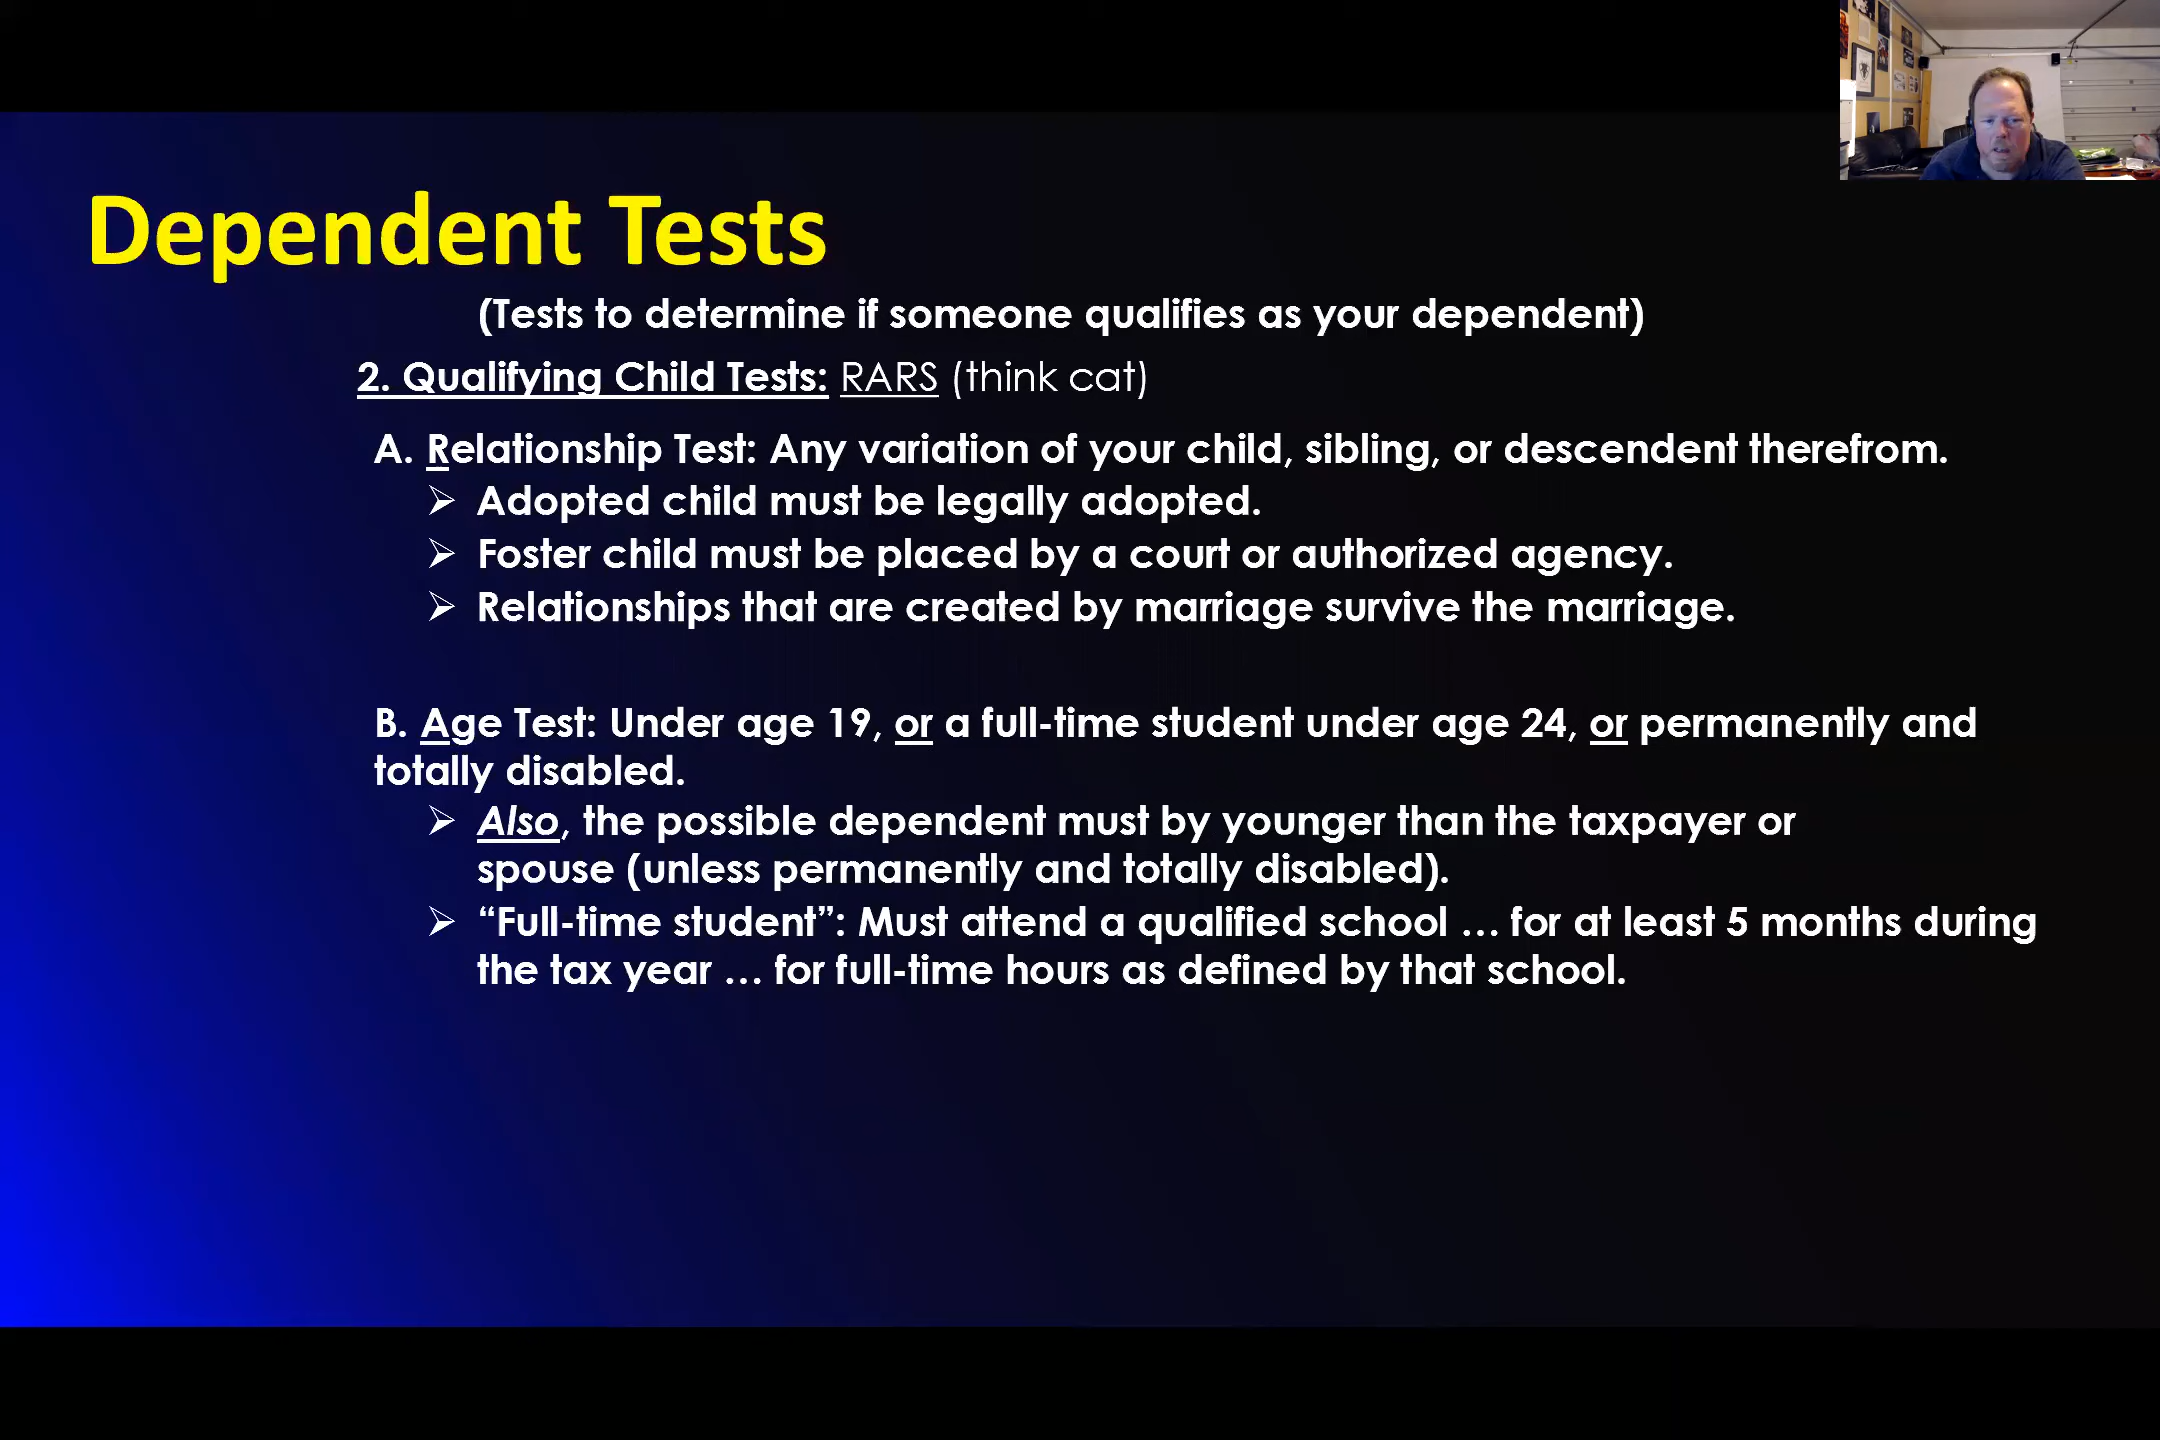 Dependent Tests
(Tests to determine if someone qualifies as your dependent)
2. Qualifying Child Tests: RARS (think cat)
A. Relationship Test: Any variation of your child, sibling, or descendent therefrom.
➢ Adopted child must be legally adopted.
➢ Foster child must be placed by a court or authorized agency.
➢ Relationships that are created by marriage survive the marriage.
B. Age Test: Under age 19, or a full-time student under age 24, or permanently and
totally disabled.
➢ Also, the possible dependent must by younger than the taxpayer or
spouse (unless permanently and totally disabled).
➢ “Full-time student”: Must attend a qualified school … for at least 5 months during
the tax year … for full-time hours as defined by that school.